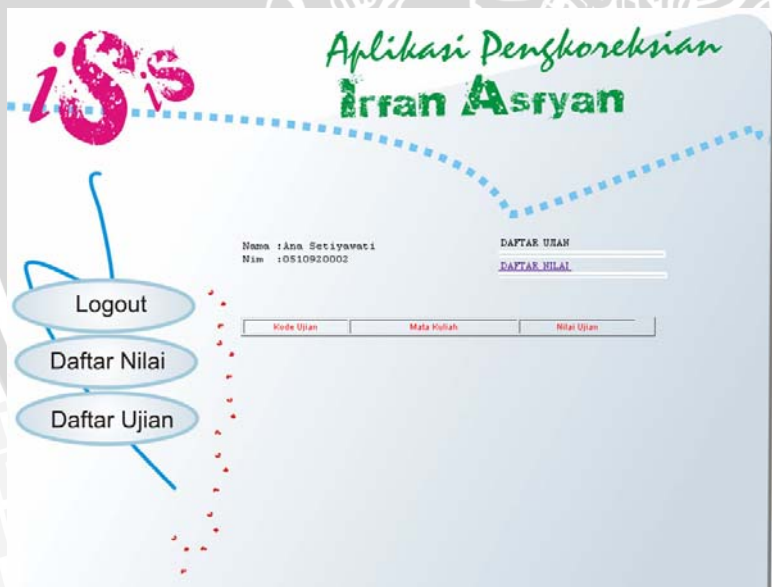 iSis
Aplikasi Pengkoreksian
Irfan Asfyan
Nama :Ana Setiyawati
Nim :0510920002
DAFTAR UJIAN
DAFTAR NILAI
Logout
Daftar Nilai
Daftar Ujian
Kode Ujian Mata Kuliah Nilai Ujian